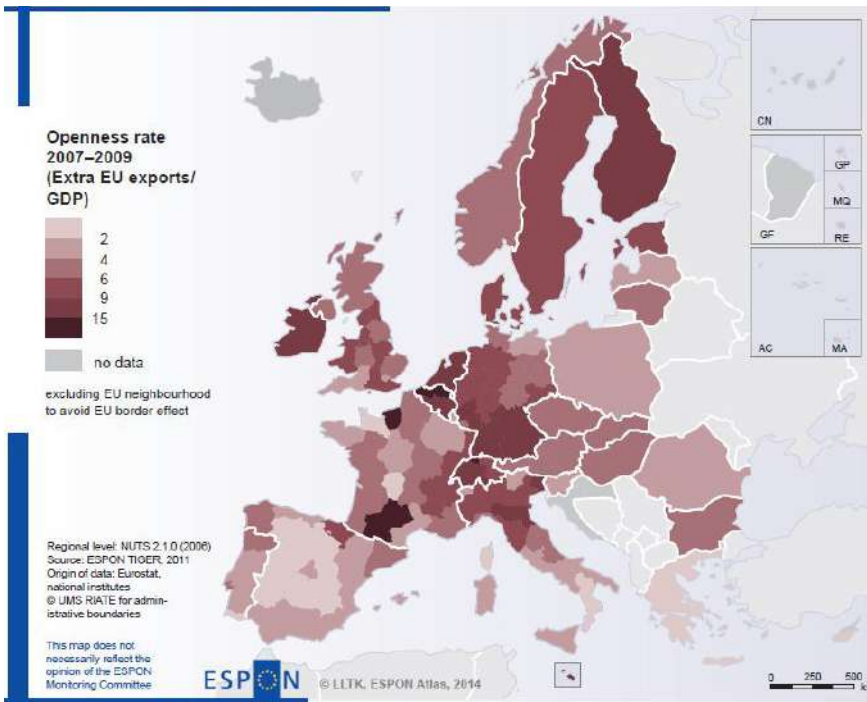 Openness rate
2007–2009
(Extra EU exports/
GDP)
2
4
6
9
15
no data
excluding EU neighbourhood
to avoid EU border effect
Regional level: NUTS 2.1.0 (2006)
Source: ESPON TIGER, 2011
Origin of data: Eurostat,
national institutes
© UMS RIATE for admin-
istrative boundaries
This map does not
necessarily reflect the
opinion of the ESPON
Monitoring Committee
ESPON
© LLTK, ESPON Atlas, 2014
CN
GF
GP
MQ
RE
AC
MA
0 250 500
k